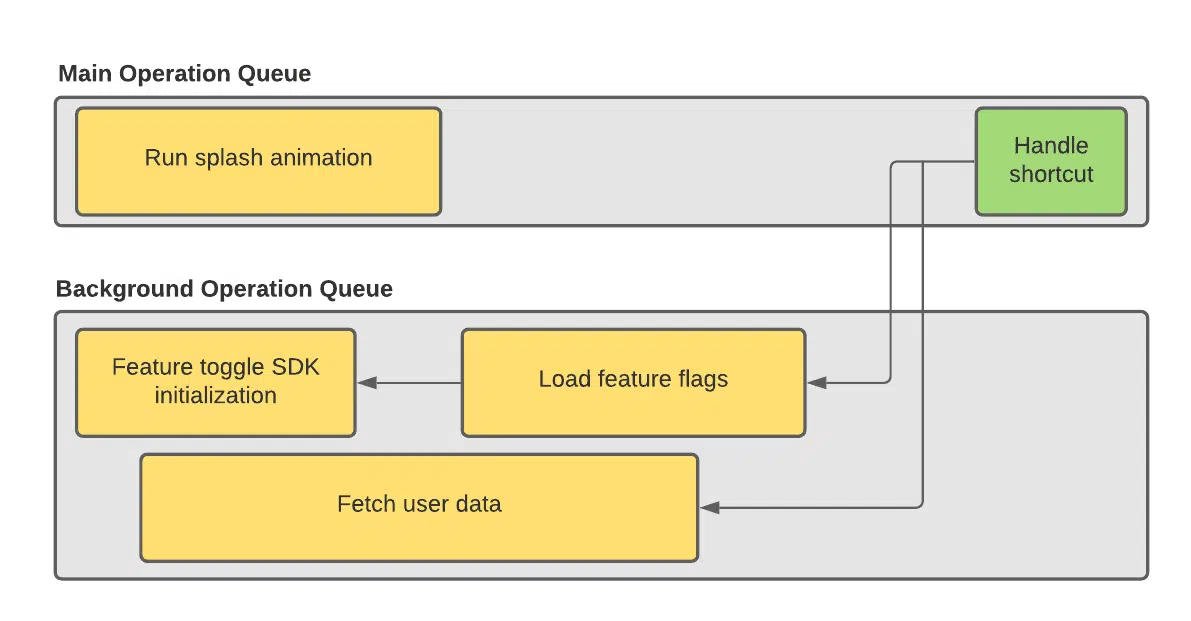 Main Operation Queue
Run splash animation
Handle
shortcut
Background Operation Queue
Feature toggle SDK
initialization
Load feature flags
Fetch user data